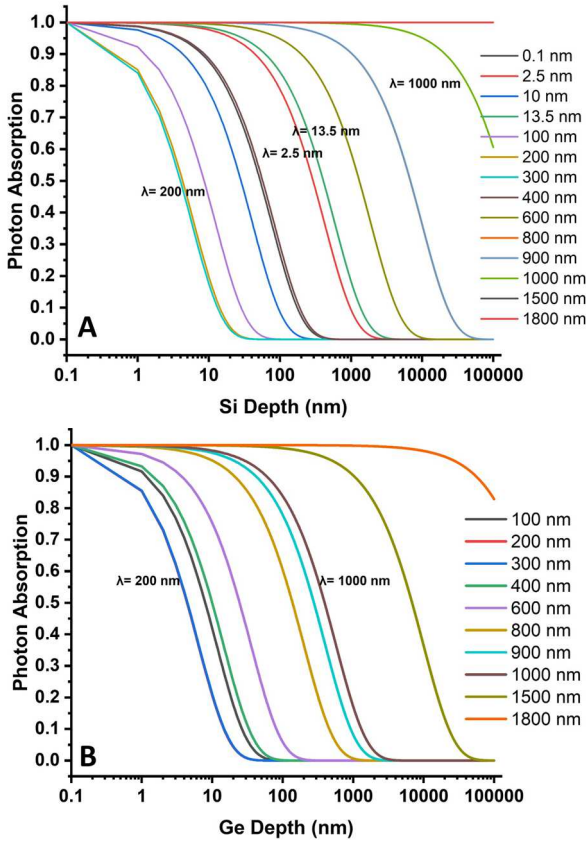 1.0
0.9
0.8
0.7
0.6
0.5
0.4
0.3
0.2
0.1
0.0
Photon Absorption
λ= 1000 nm
λ= 13.5 nm
λ= 2.5 nm
λ= 200 nm
A
0.1 nm
2.5 nm
10 nm
13.5 nm
100 nm
200 nm
300 nm
400 nm
600 nm
800 nm
900 nm
1000 nm
1500 nm
1800 nm
0.1 1 10 100 1000 10000 100000
Si Depth (nm)
1.0
0.9
0.8
0.7
0.6
0.5
0.4
0.3
0.2
0.1
0.0
Photon Absorption
λ= 200 nm
λ= 1000 nm
B
100 nm
200 nm
300 nm
400 nm
600 nm
800 nm
900 nm
1000 nm
1500 nm
1800 nm
0.1 1 10 100 1000 10000 100000
Ge Depth (nm)